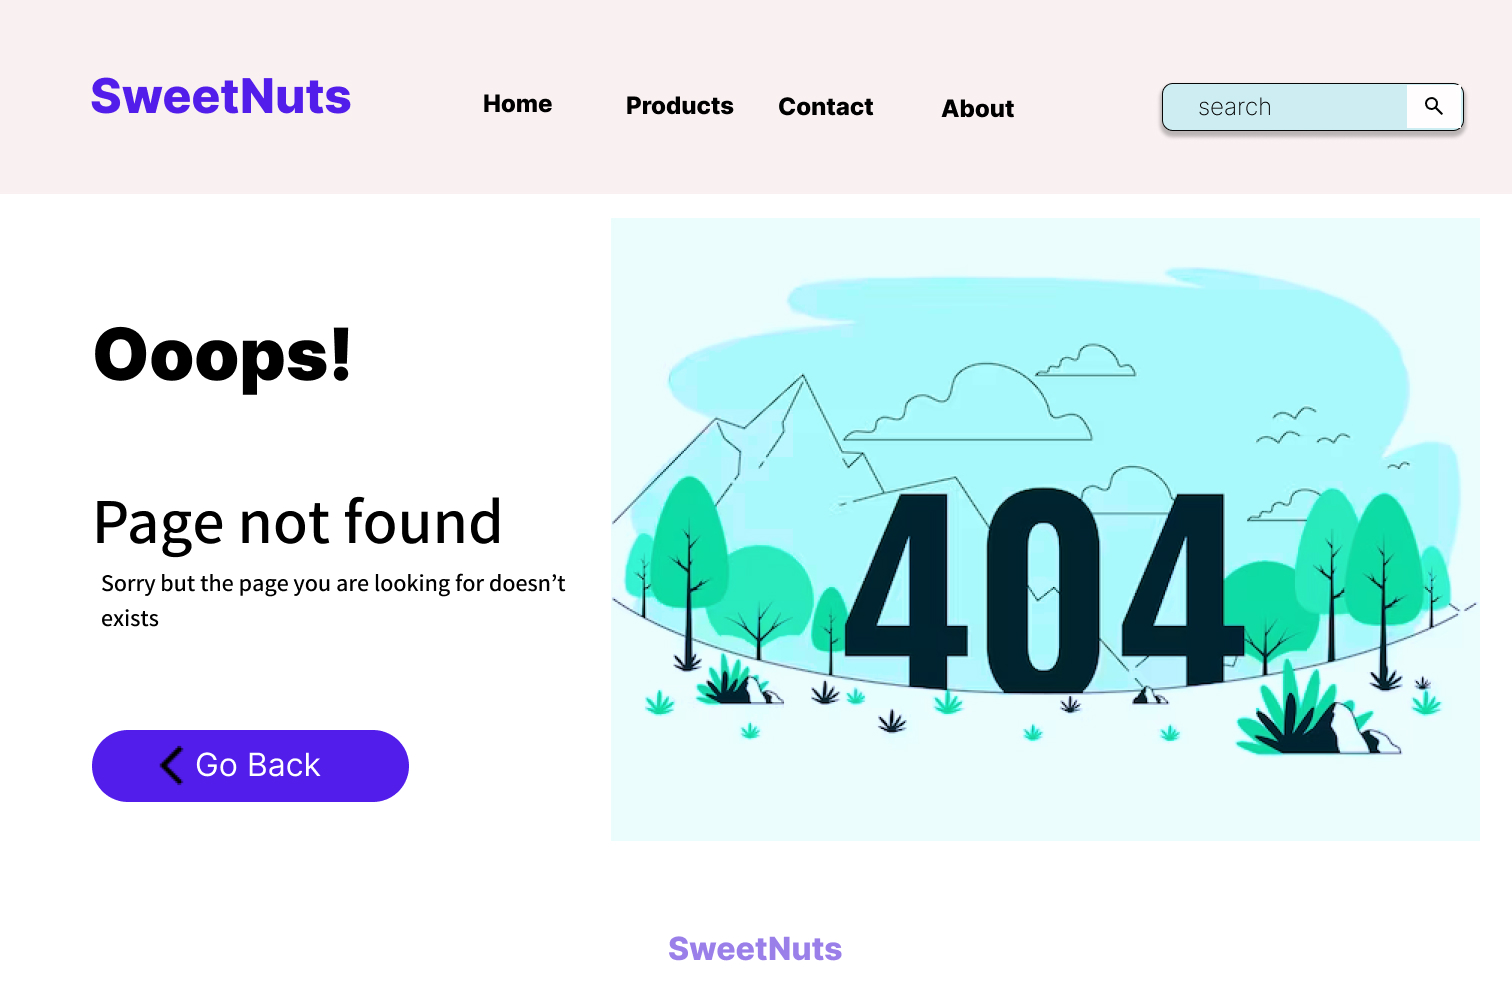 SweetNuts
Home
Products
Contact
About
search
Ooops!
Page not found
Sorry but the page you are looking for doesn’t
exists
Go Back
404
SweetNuts